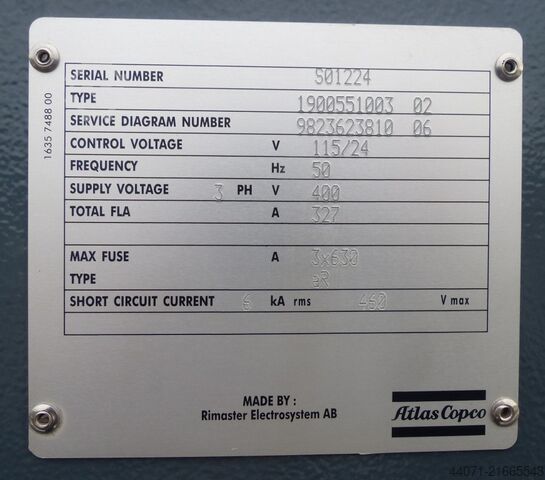 1635 7488 00
SERIAL NUMBER S01224
TYPE 1900551003 02
SERVICE DIAGRAM NUMBER 9823623810 06
CONTROL VOLTAGE V 115/24
FREQUENCY Hz 50
SUPPLY VOLTAGE 3 PH V 400
TOTAL FLA A 327
MAX FUSE A 3x630
TYPE aR
SHORT CIRCUIT CURRENT 6 kA rms 460 V max
MADE BY :
Rimaster Electrosystem AB
Atlas Copco
44071-21665543